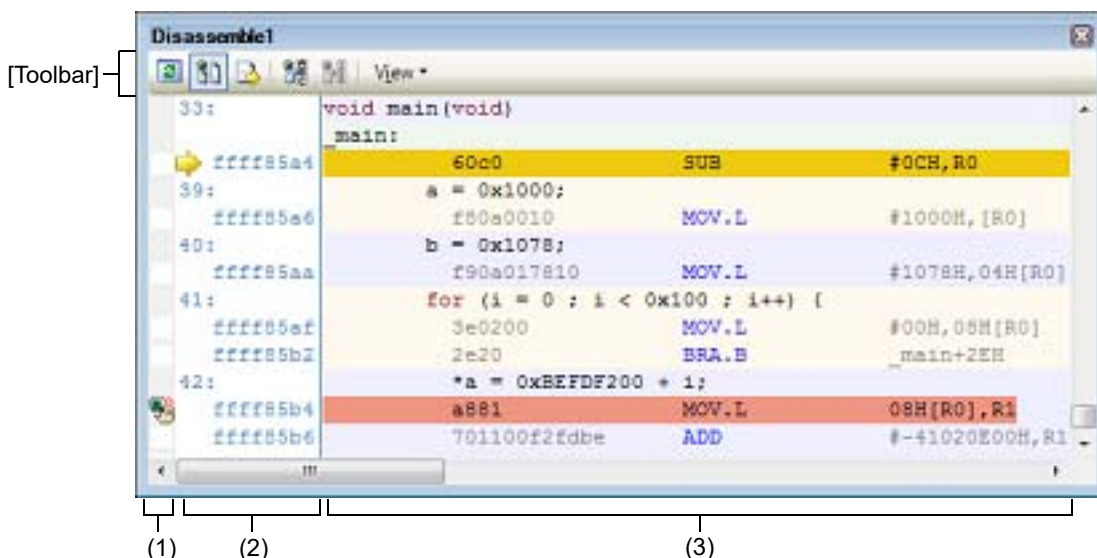 Disassemble1
[Toolbar]
View
33: void main(void)
_main:
ffff85a4 60c0 SUB #0CH,R0
39: a = 0x1000;
ffff85a6 f80a0010 MOV.L #1000H,[R0]
40: b = 0x1078;
ffff85aa f90a017810 MOV.L #1078H,04H[R0]
41: for (i = 0 ; i < 0x100 ; i++) {
ffff85af 3e0200 MOV.L #00H,08H[R0]
ffff85b2 2e20 BRA.B _main+2EH
42: *a = 0xBEFDF200 + i;
ffff85b4 a881 MOV.L 08H[R0],R1
ffff85b6 701100f2fdbe ADD #-41020E00H,R1
(1) (2) (3)